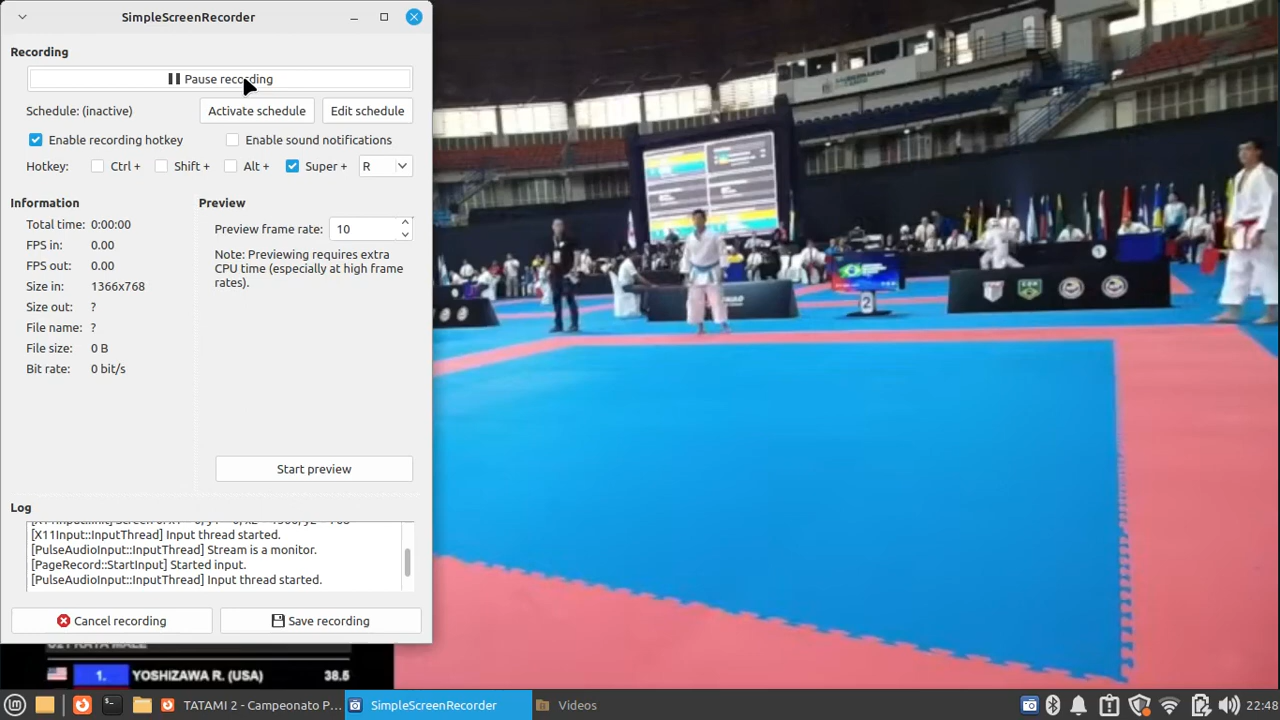 SimpleScreenRecorder
Recording
Pause recording
Schedule: (inactive)
Activate schedule
Edit schedule
Enable recording hotkey
Enable sound notifications
Hotkey:
Ctrl +
Shift +
Alt +
Super +
R
Information
Total time: 0:00:00
FPS in: 0.00
FPS out: 0.00
Size in: 1366x768
Size out: ?
File name: ?
File size: 0 B
Bit rate: 0 bit/s
Preview
Preview frame rate: 10
Note: Previewing requires extra
CPU time (especially at high frame
rates).
Start preview
Log
[X11Input::InputThread] Input thread started.
[PulseAudioInput::InputThread] Stream is a monitor.
[PageRecord::StartInput] Started input.
[PulseAudioInput::InputThread] Input thread started.
Cancel recording
Save recording
1. YOSHIZAWA R. (USA) 38.5
2
1
TATAMI 2 - Campeonato P...
SimpleScreenRecorder
Videos
22:48